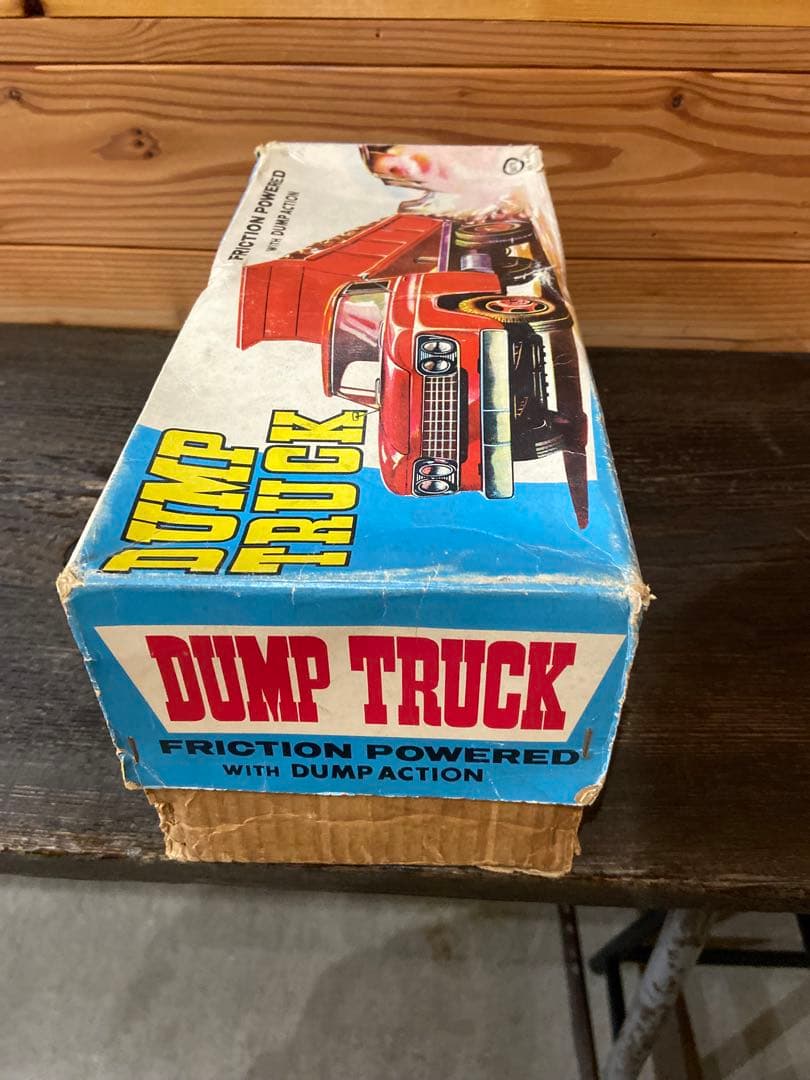 FRICTION POWERED
WITH DUMP ACTION
DUMP
TRUCK
DUMP TRUCK
FRICTION POWERED
WITH DUMP ACTION